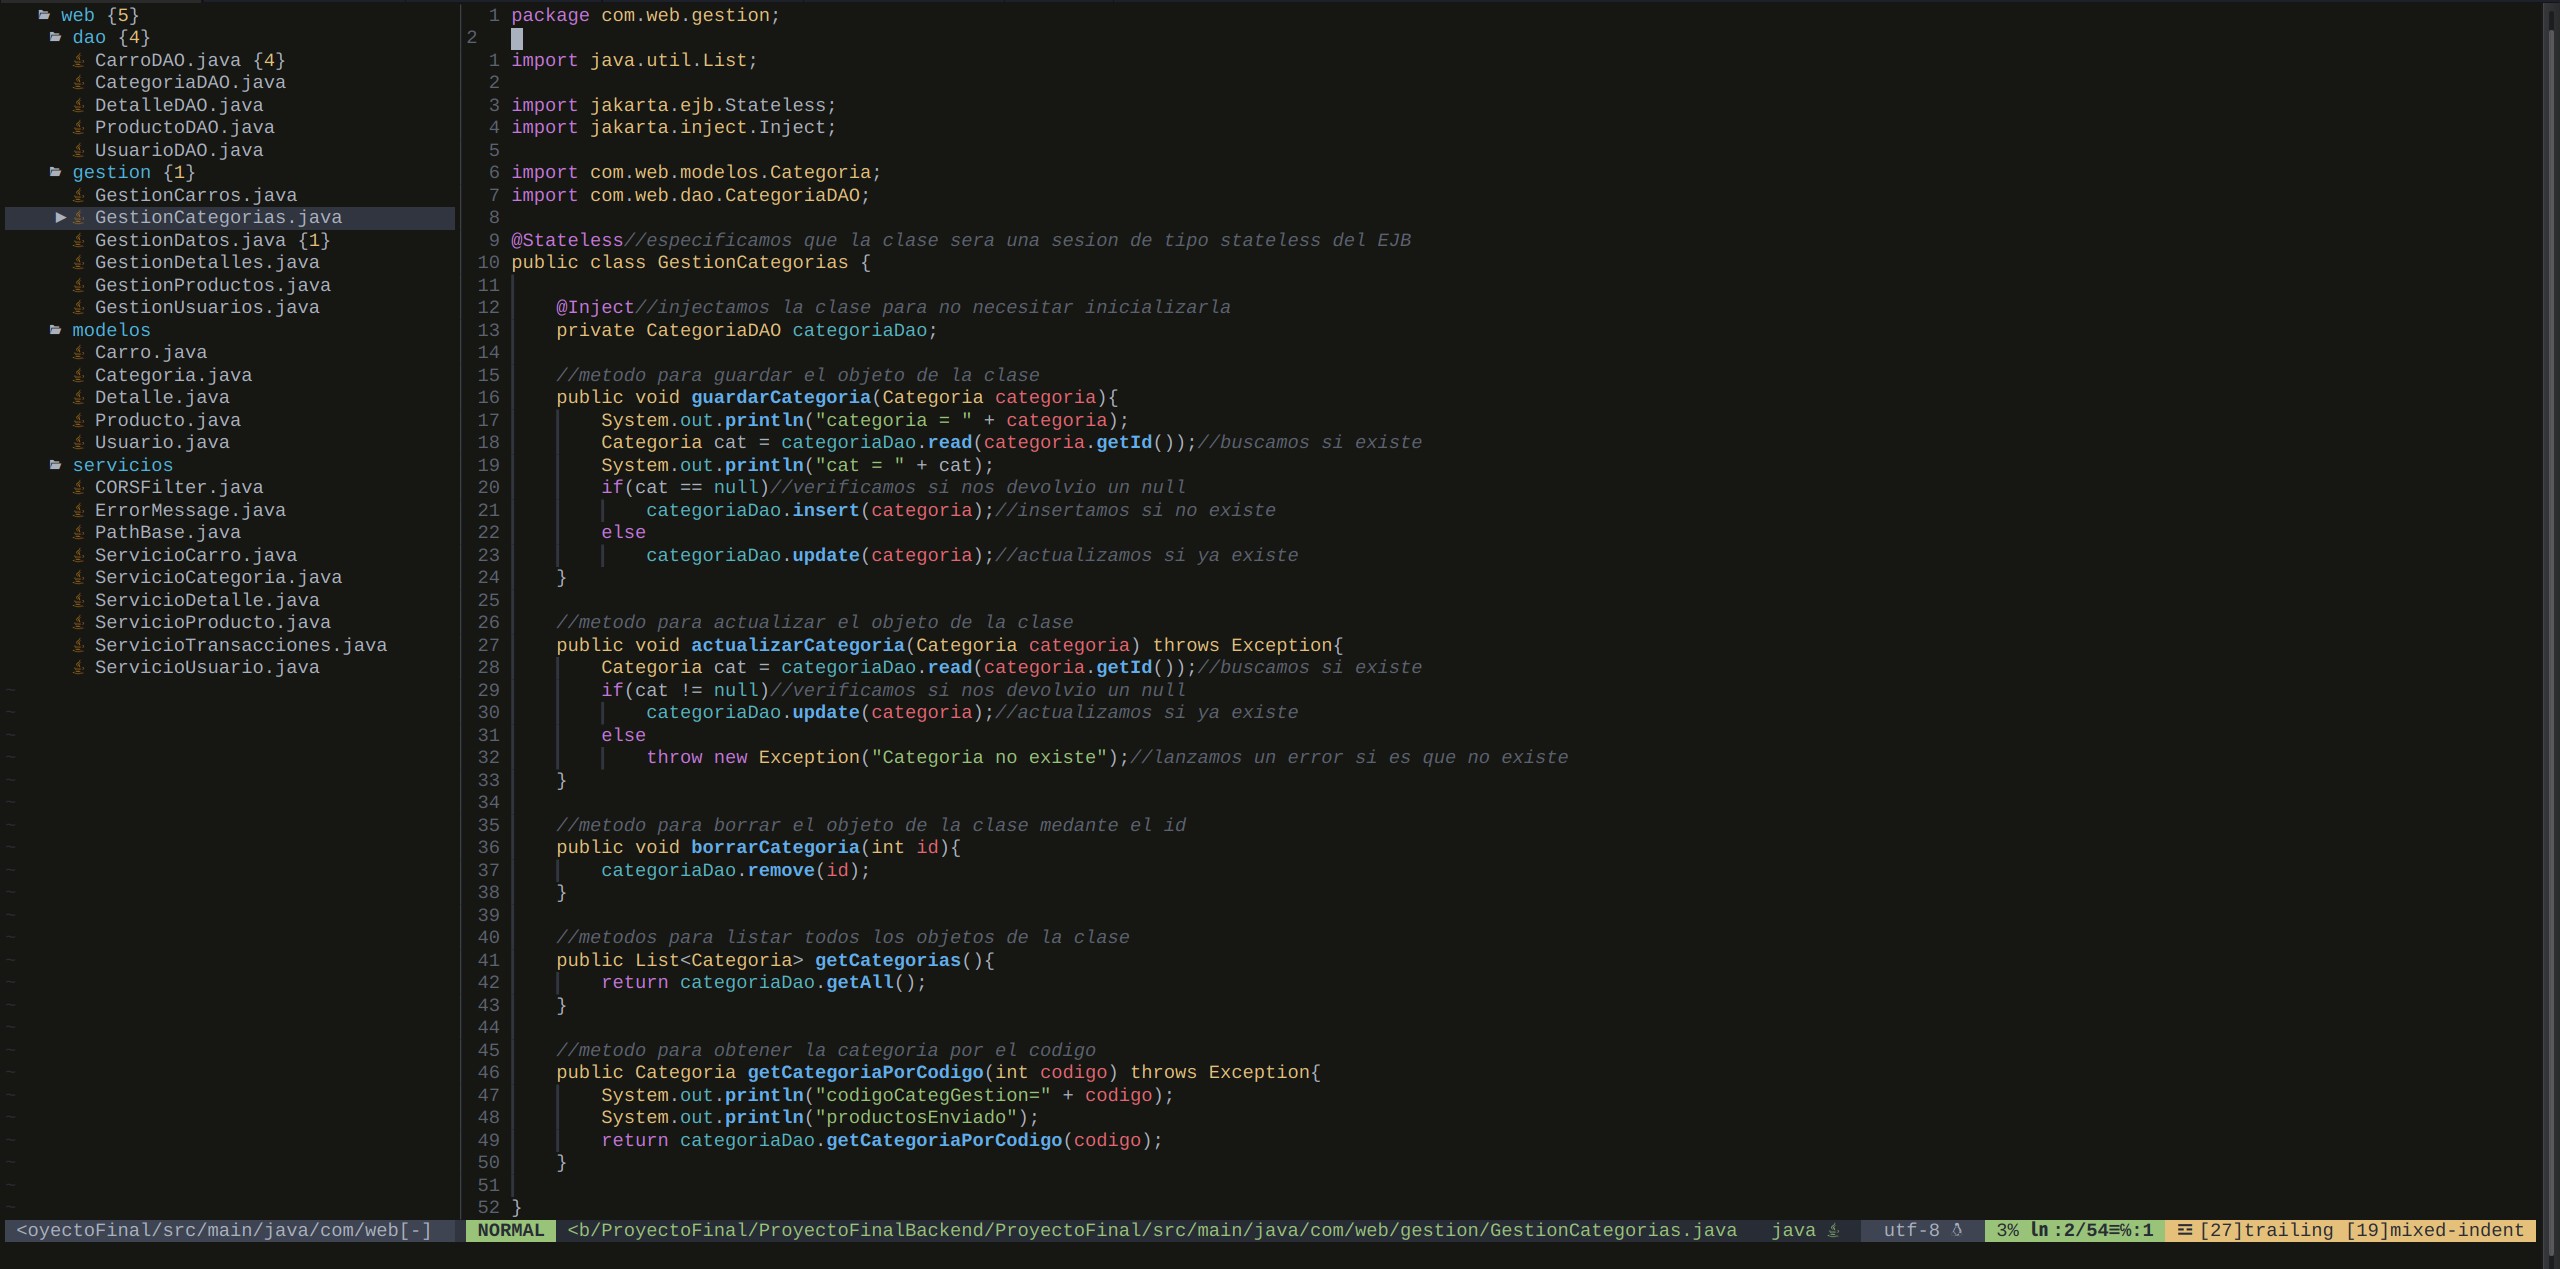 web {5}
dao {4}
CarroDAO.java {4}
CategoriaDAO.java
DetalleDAO.java
ProductoDAO.java
UsuarioDAO.java
gestion {1}
GestionCarros.java
GestionCategorias.java
GestionDatos.java {1}
GestionDetalles.java
GestionProductos.java
GestionUsuarios.java
modelos
Carro.java
Categoria.java
Detalle.java
Producto.java
Usuario.java
servicios
CORSFilter.java
ErrorMessage.java
PathBase.java
ServicioCarro.java
ServicioCategoria.java
ServicioDetalle.java
ServicioProducto.java
ServicioTransacciones.java
ServicioUsuario.java
<oyectoFinal/src/main/java/com/web[-]
1 package com.web.gestion;
2
1 import java.util.List;
2
3 import jakarta.ejb.Stateless;
4 import jakarta.inject.Inject;
5
6 import com.web.modelos.Categoria;
7 import com.web.dao.CategoriaDAO;
8
9 @Stateless//especificamos que la clase sera una sesion de tipo stateless del EJB
10 public class GestionCategorias {
11
12     @Inject//injectamos la clase para no necesitar inicializarla
13     private CategoriaDAO categoriaDao;
14
15     //metodo para guardar el objeto de la clase
16     public void guardarCategoria(Categoria categoria){
17         System.out.println("categoria = " + categoria);
18         Categoria cat = categoriaDao.read(categoria.getId());//buscamos si existe
19         System.out.println("cat = " + cat);
20         if(cat == null)//verificamos si nos devolvio un null
21             categoriaDao.insert(categoria);//insertamos si no existe
22         else
23             categoriaDao.update(categoria);//actualizamos si ya existe
24     }
25
26     //metodo para actualizar el objeto de la clase
27     public void actualizarCategoria(Categoria categoria) throws Exception{
28         Categoria cat = categoriaDao.read(categoria.getId());//buscamos si existe
29         if(cat != null)//verificamos si nos devolvio un null
30             categoriaDao.update(categoria);//actualizamos si ya existe
31         else
32             throw new Exception("Categoria no existe");//lanzamos un error si es que no existe
33     }
34
35     //metodo para borrar el objeto de la clase medante el id
36     public void borrarCategoria(int id){
37         categoriaDao.remove(id);
38     }
39
40     //metodos para listar todos los objetos de la clase
41     public List<Categoria> getCategorias(){
42         return categoriaDao.getAll();
43     }
44
45     //metodo para obtener la categoria por el codigo
46     public Categoria getCategoriaPorCodigo(int codigo) throws Exception{
47         System.out.println("codigoCategGestion=" + codigo);
48         System.out.println("productosEnviado");
49         return categoriaDao.getCategoriaPorCodigo(codigo);
50     }
51
52 }
NORMAL <b/ProyectoFinal/ProyectoFinalBackend/ProyectoFinal/src/main/java/com/web/gestion/GestionCategorias.java java utf-8 3% ln :2/54≡℅:1 ☲ [27]trailing [19]mixed-indent